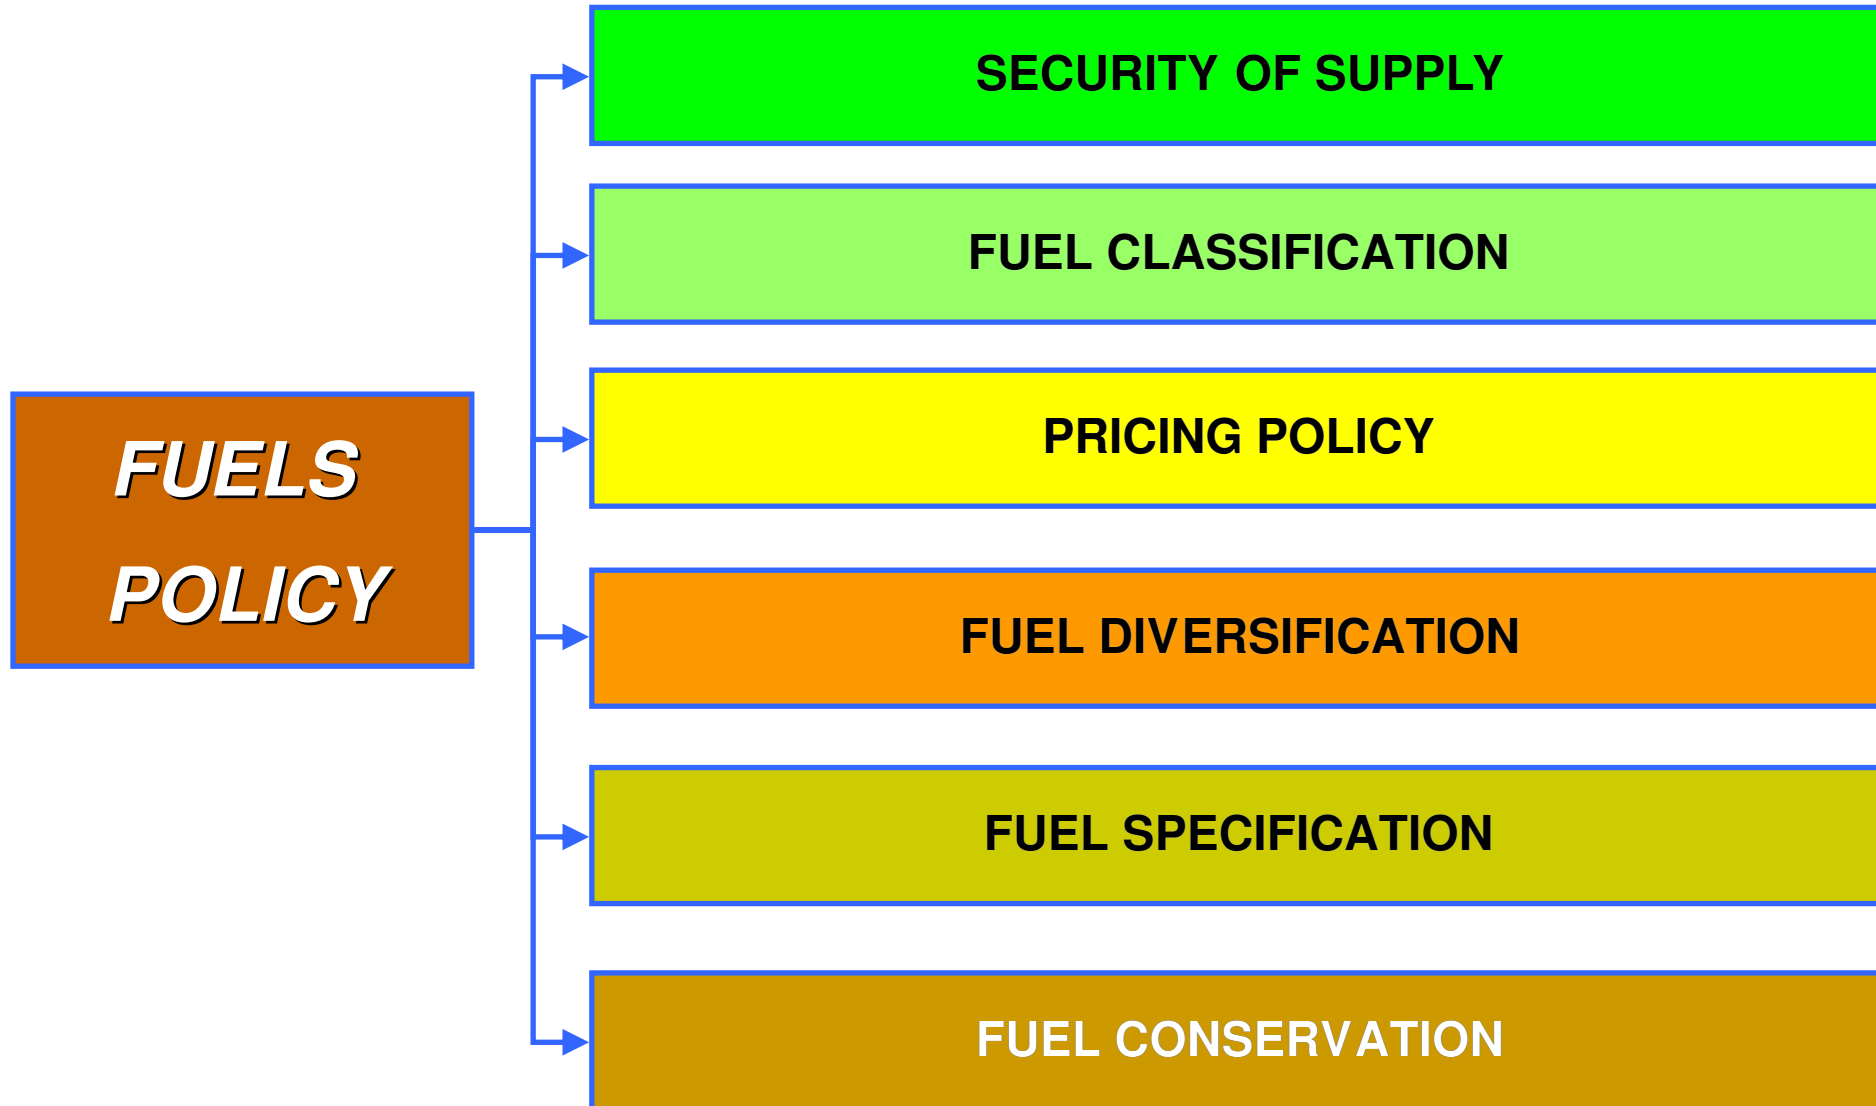 SECURITY OF SUPPLY
FUEL CLASSIFICATION
PRICING POLICY
FUELS
POLICY
FUEL DIVERSIFICATION
FUEL SPECIFICATION
FUEL CONSERVATION